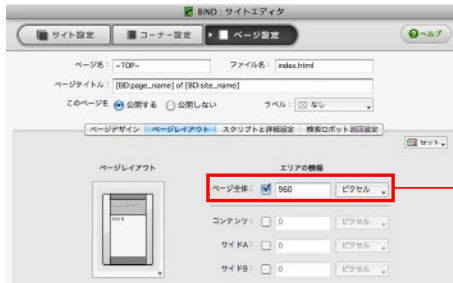 BiND : サイトエディタ
サイト設定 コーナー設定 ページ設定 ヘルプ
ページ名： -TOP- ファイル名： index.html
ページタイトル： [BD:page_name] of [BD:site_name]
このページを 公開する 公開しない ラベル： なし
ページデザイン ページレイアウト スクリプトと詳細設定 検索ロボット巡回設定
セット
ページレイアウト エリアの横幅
ページ全体： 960 ピクセル
コンテンツ： 0 ピクセル
サイドA： 0 ピクセル
サイドB： 0 ピクセル